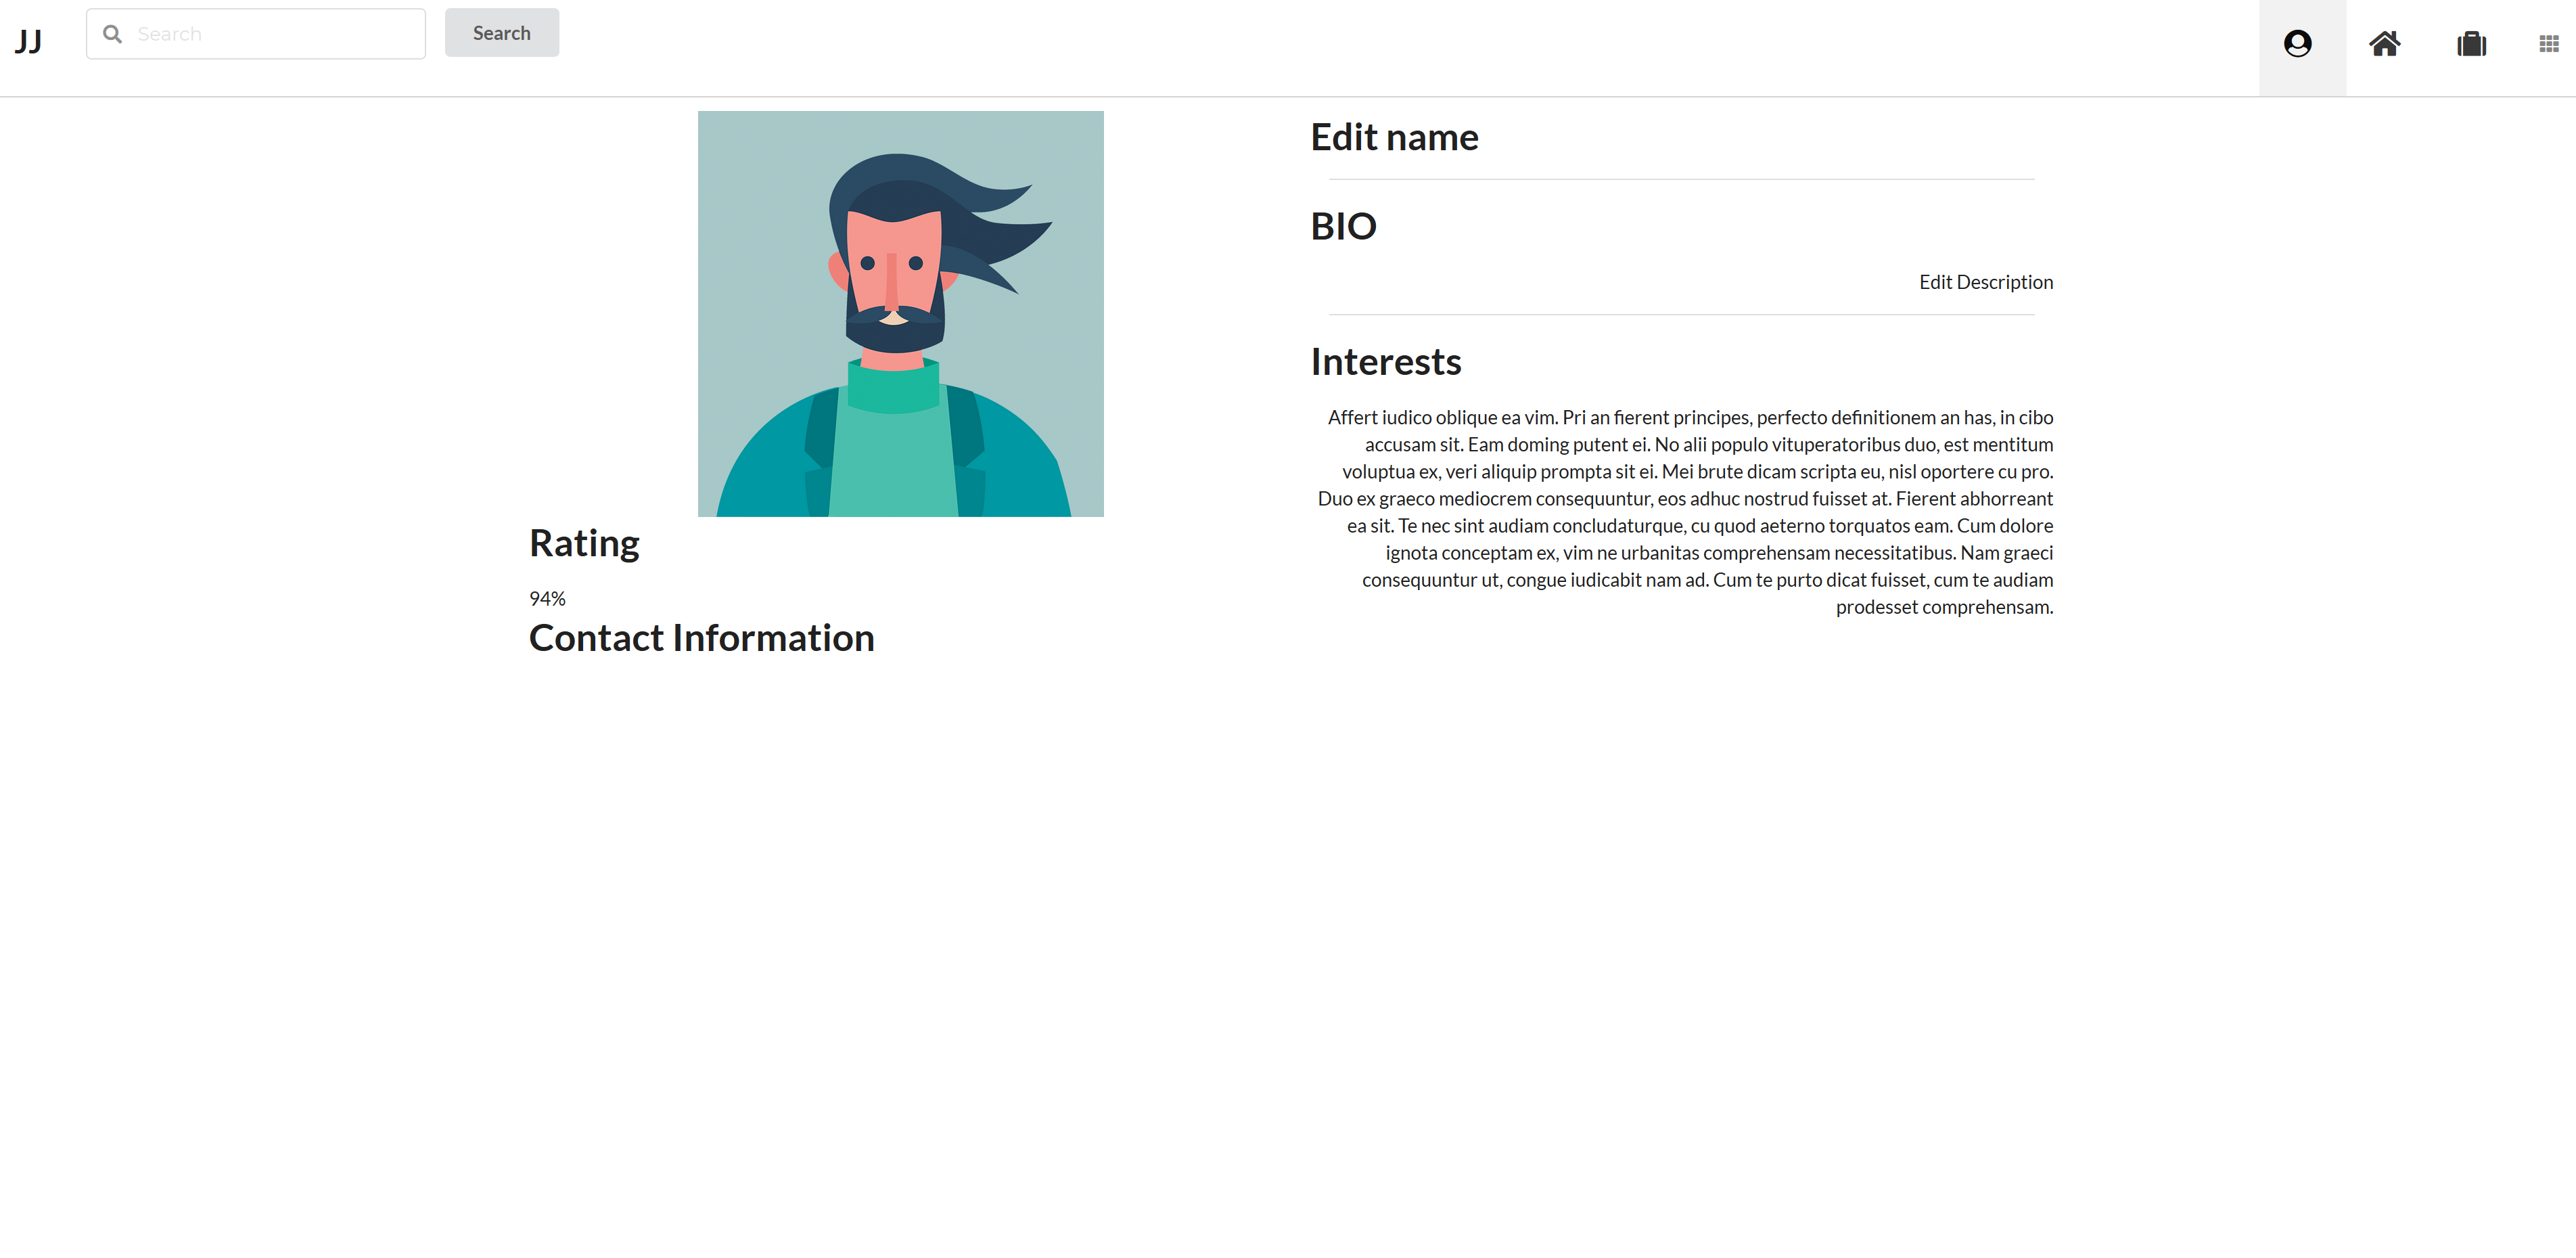 JJ
Search
Search
Edit name
BIO
Edit Description
Interests
Affert iudico oblique ea vim. Pri an fierent principes, perfecto definitionem an has, in cibo
accusam sit. Eam doming putent ei. No alii populo vituperatoribus duo, est mentitum
voluptua ex, veri aliquip prompta sit ei. Mei brute dicam scripta eu, nisl oportere cu pro.
Duo ex graeco mediocrem consequuntur, eos adhuc nostrud fuisset at. Fierent abhorreant
ea sit. Te nec sint audiam concludaturque, cu quod aeterno torquatos eam. Cum dolore
ignota conceptam ex, vim ne urbanitas comprehensam necessitatibus. Nam graeci
consequuntur ut, congue iudicabit nam ad. Cum te purto dicat fuisset, cum te audiam
prodesset comprehensam.
Rating
94%
Contact Information